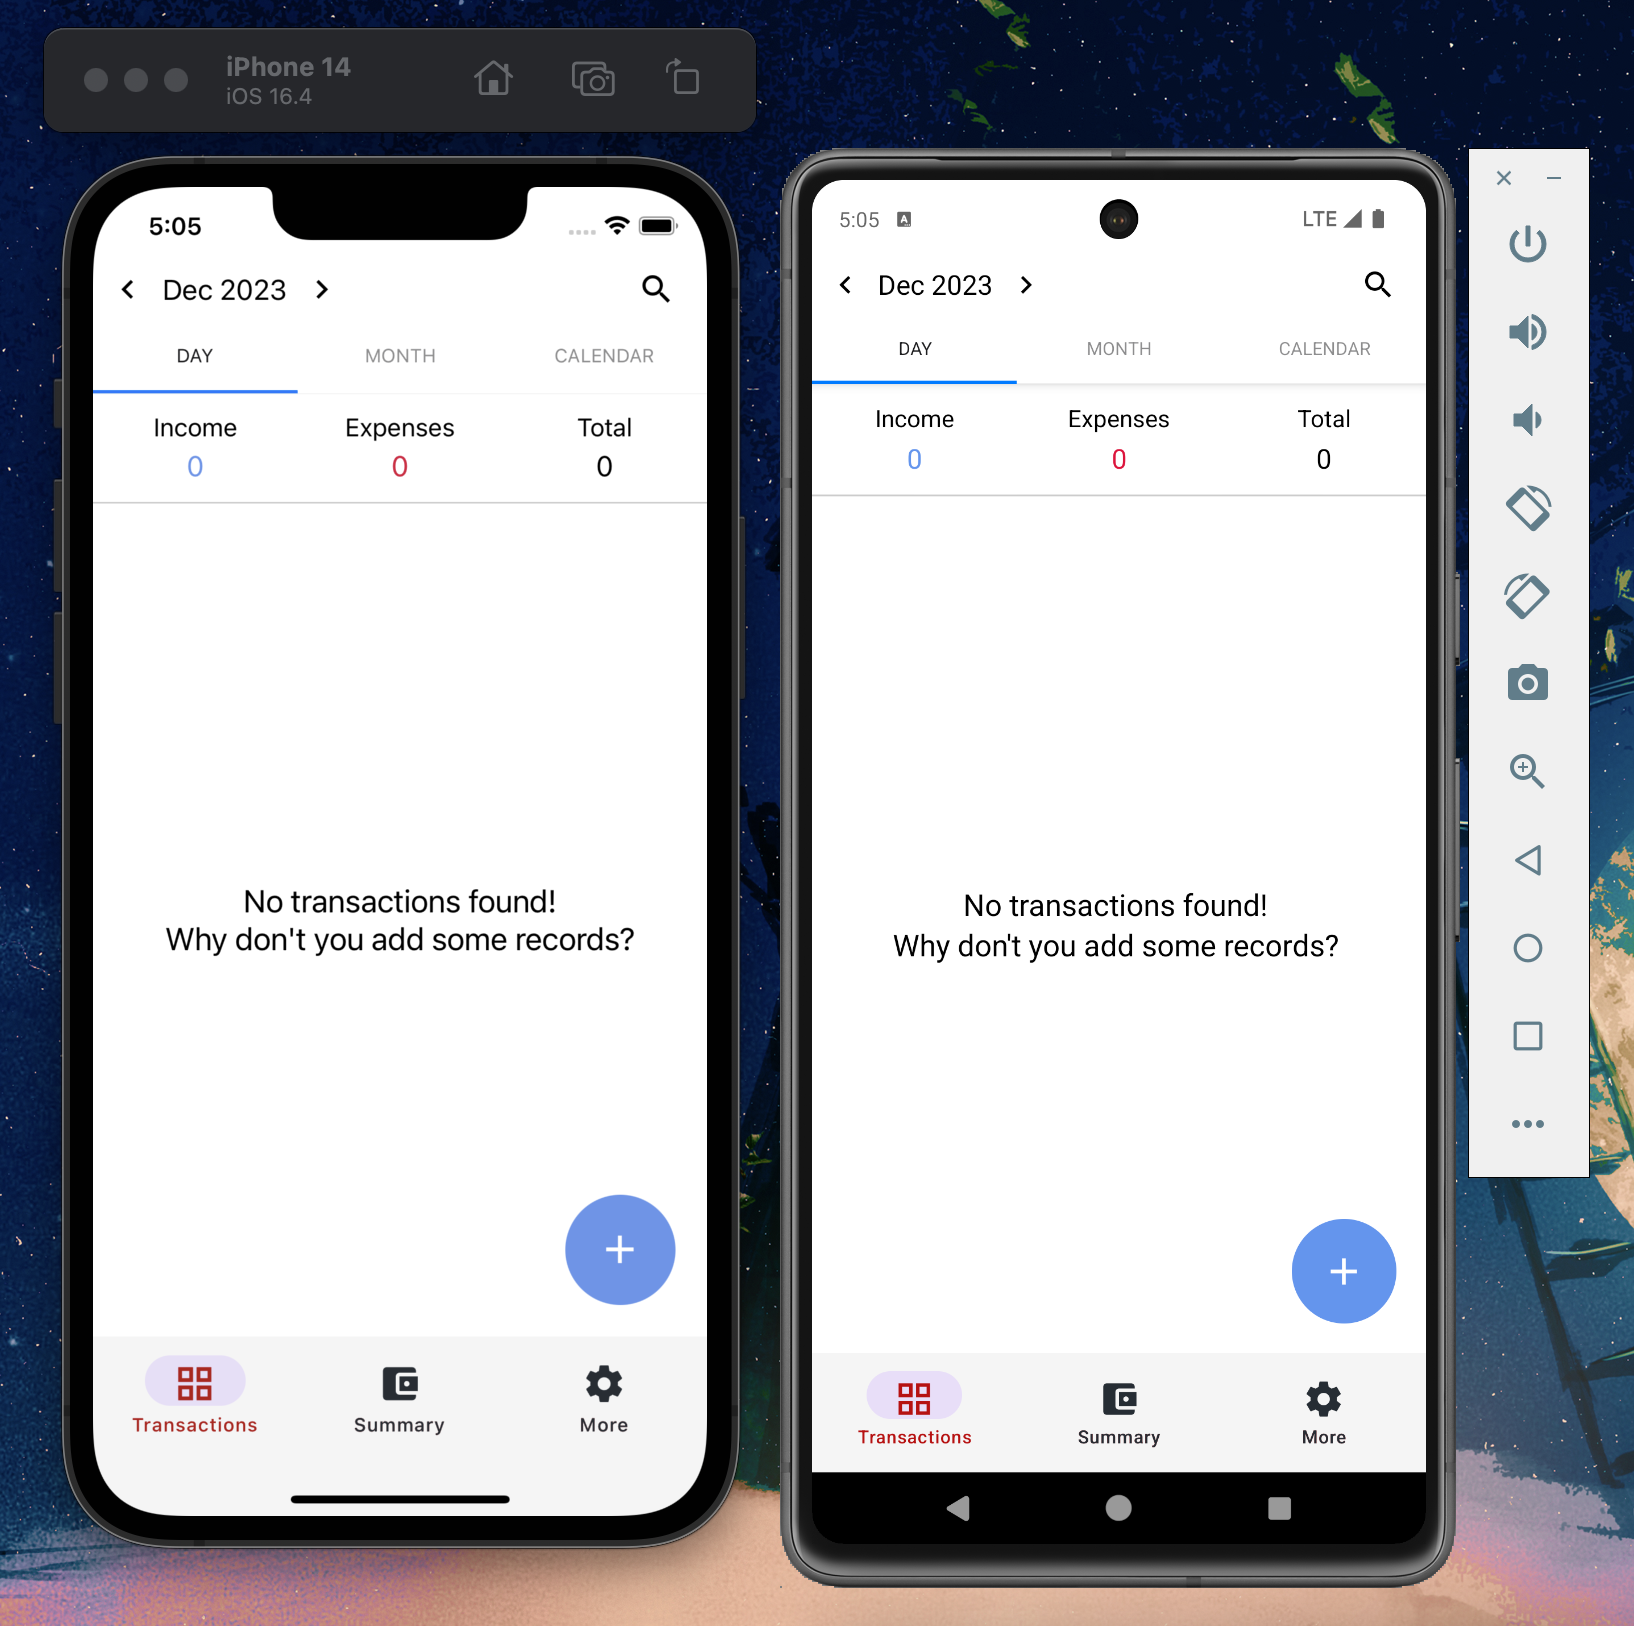 iPhone 14
iOS 16.4
5:05
Dec 2023
DAY MONTH CALENDAR
Income Expenses Total
0 0 0
No transactions found!
Why don't you add some records?
Transactions Summary More
5:05 A LTE
Dec 2023
DAY MONTH CALENDAR
Income Expenses Total
0 0 0
No transactions found!
Why don't you add some records?
Transactions Summary More